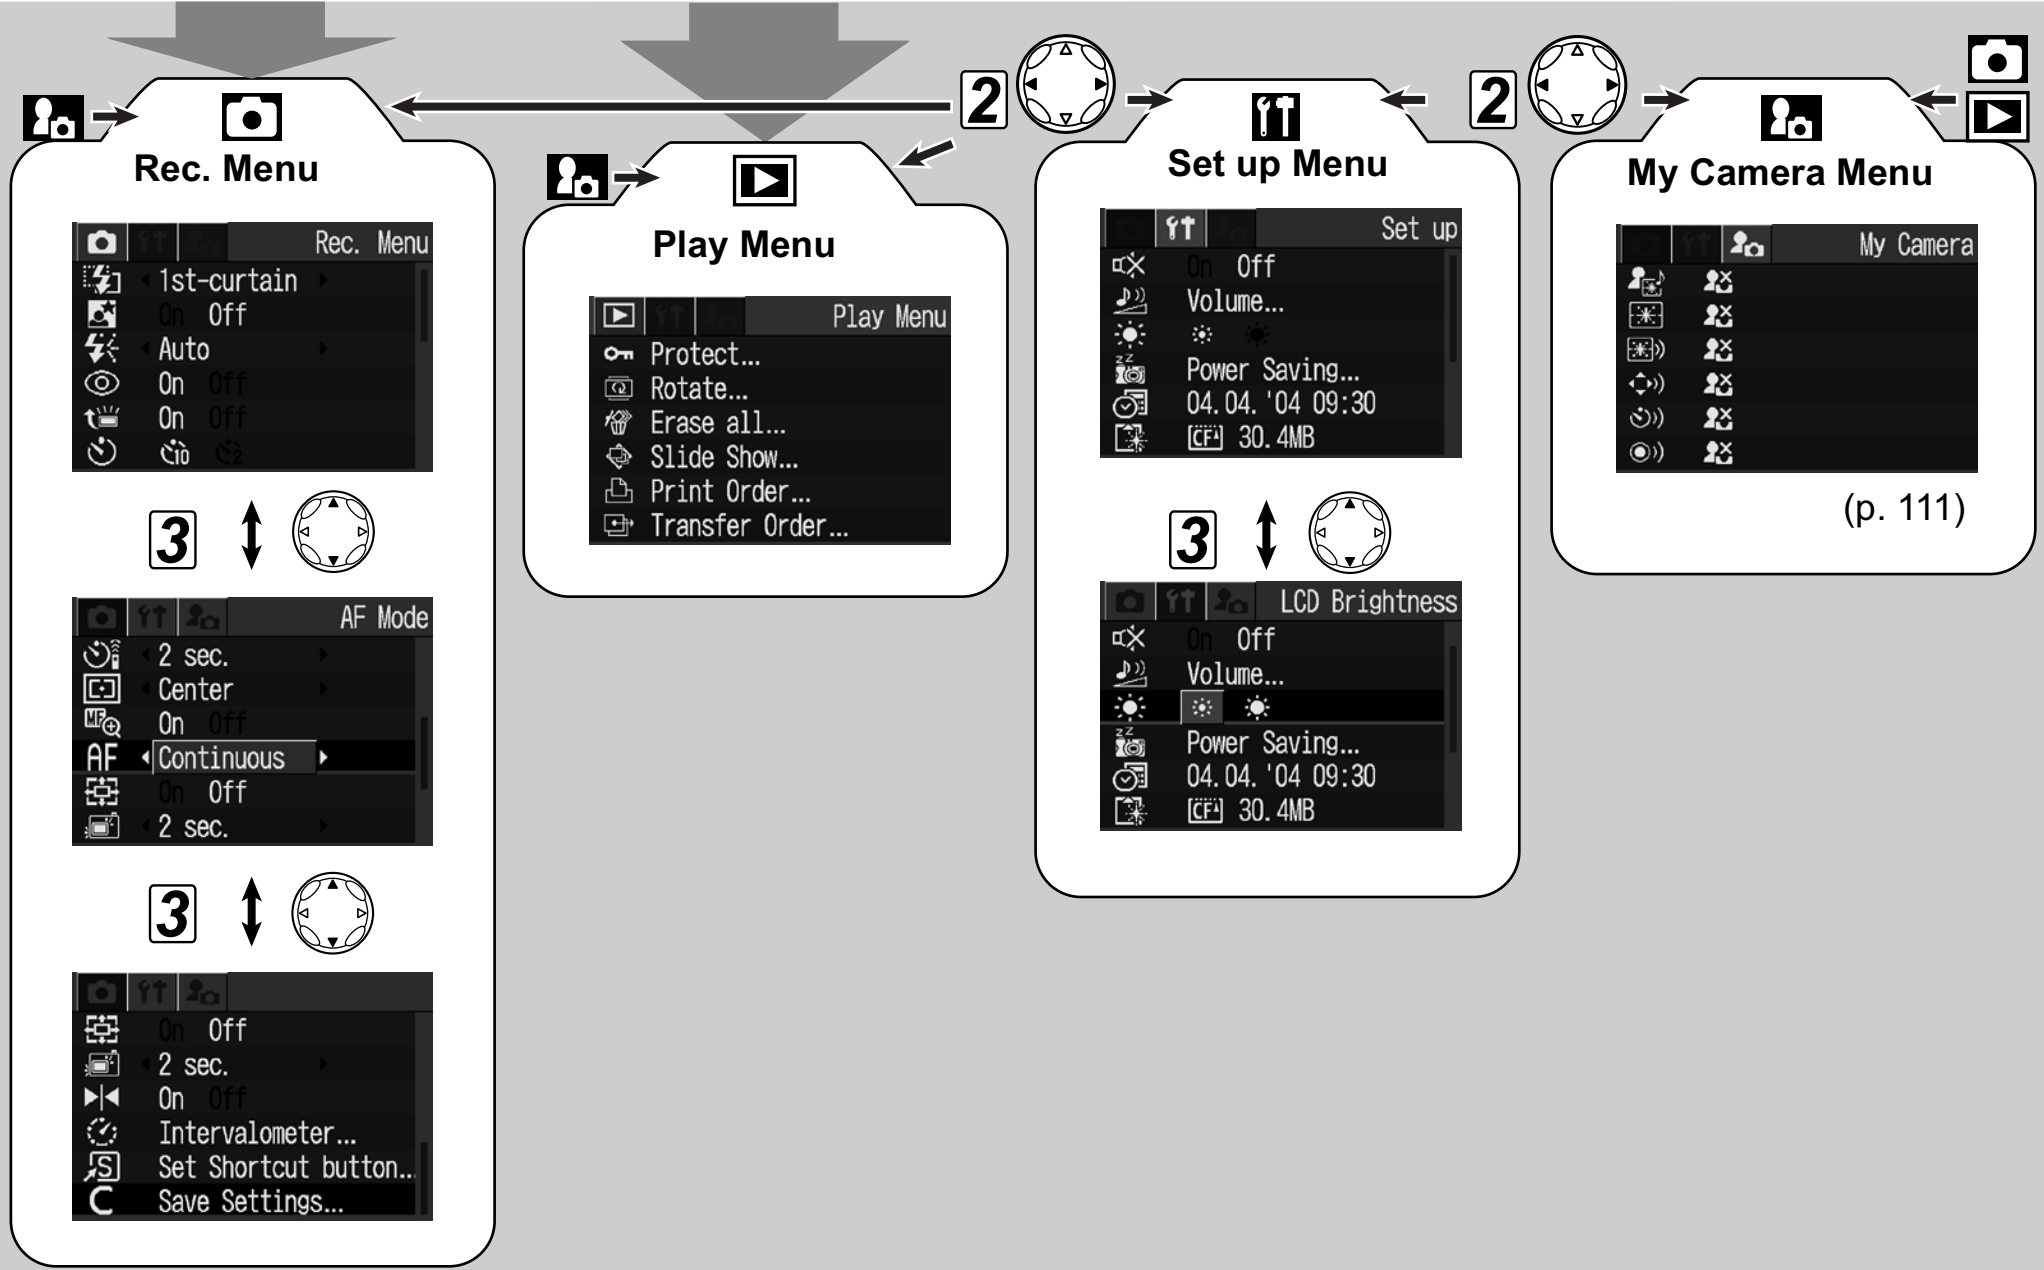 2
2
Rec. Menu
Rec. Menu
1st-curtain
On Off
Auto
On Off
On Off
10 2
3
AF Mode
2 sec.
Center
MF On Off
AF Continuous
On Off
2 sec.
3
On Off
2 sec.
On Off
Intervalometer...
S Set Shortcut button...
C Save Settings...
Play Menu
Play Menu
Protect...
Rotate...
Erase all...
Slide Show...
Print Order...
Transfer Order...
Set up Menu
Set up
On Off
Volume...
zz Power Saving...
04.04.'04 09:30
CF 30.4MB
3
LCD Brightness
On Off
Volume...
zz Power Saving...
04.04.'04 09:30
CF 30.4MB
My Camera Menu
My Camera
(p. 111)